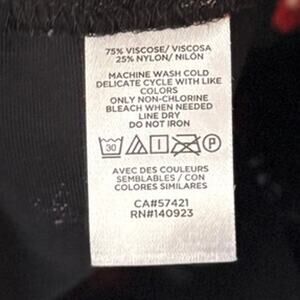 75% VISCOSE/ VISCOSA
25% NYLON/ NILÓN
MACHINE WASH COLD
DELICATE CYCLE WITH LIKE
COLORS
ONLY NON-CHLORINE
BLEACH WHEN NEEDED
LINE DRY
DO NOT IRON
30 P
AVEC DES COULEURS
SEMBLABLES / CON
COLORES SIMILARES
CA#57421
RN#140923